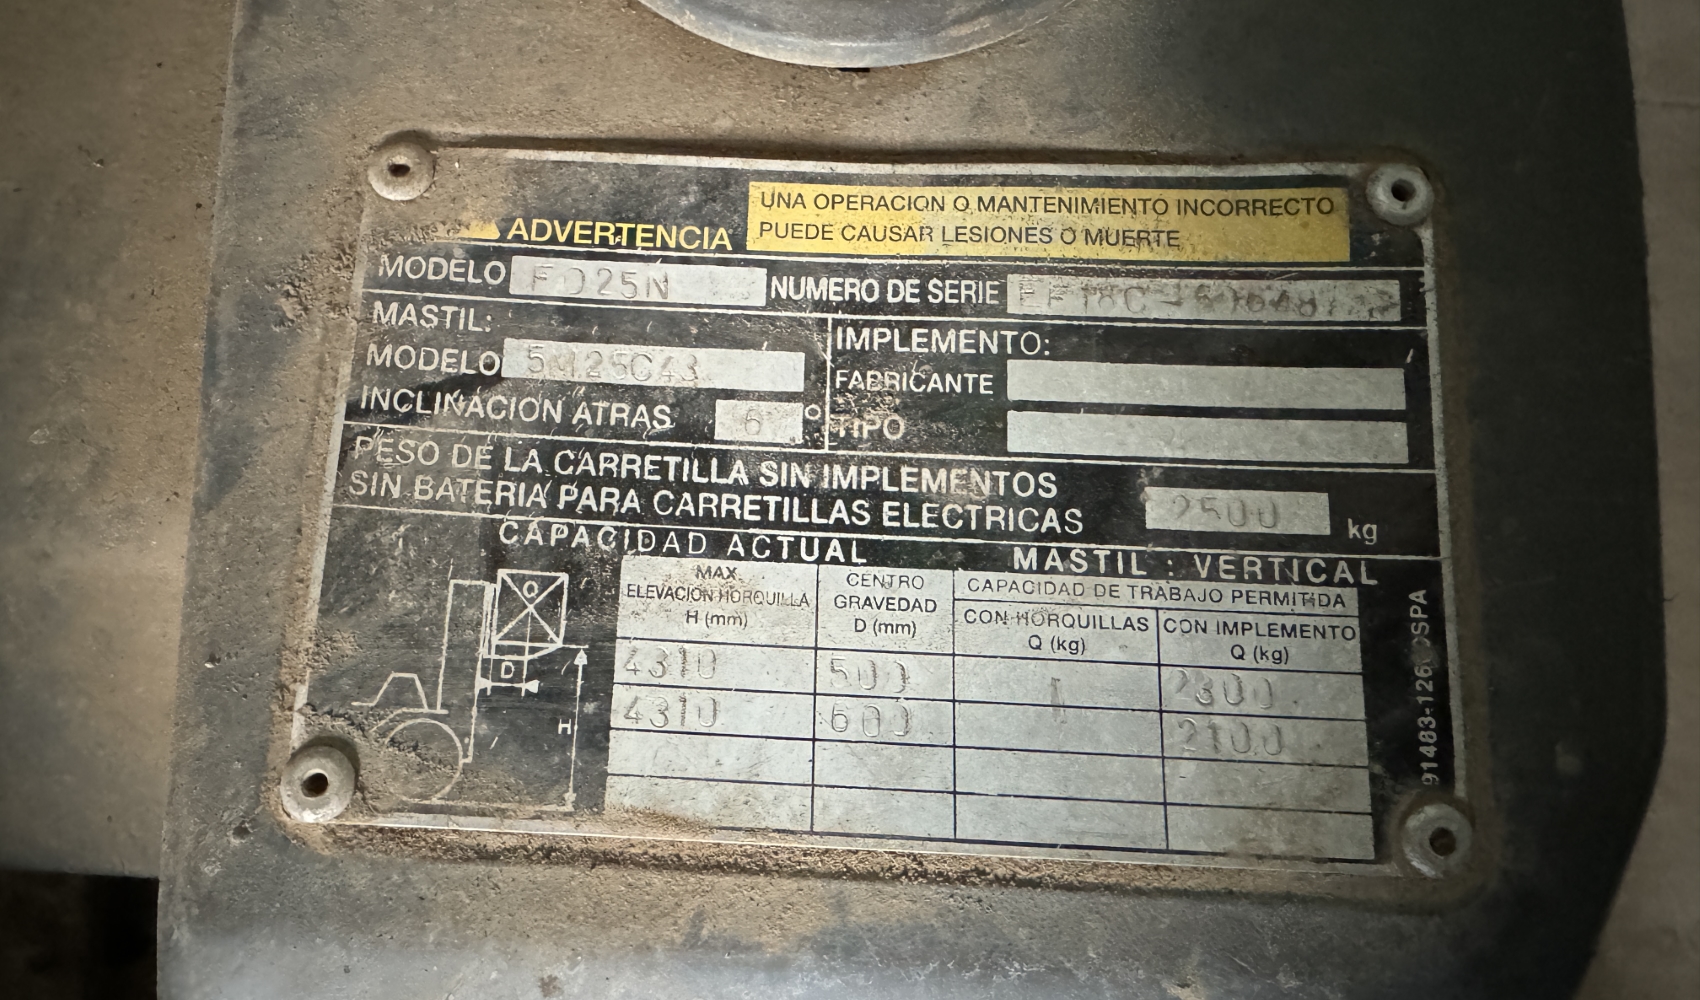 ADVERTENCIA
UNA OPERACION O MANTENIMIENTO INCORRECTO
PUEDE CAUSAR LESIONES O MUERTE
MODELO FD25N NUMERO DE SERIE
MASTIL:
MODELO 5M25C43
INCLINACION ATRAS 6°
IMPLEMENTO:
FABRICANTE
TIPO
PESO DE LA CARRETILLA SIN IMPLEMENTOS
SIN BATERIA PARA CARRETILLAS ELECTRICAS 2500 kg
CAPACIDAD ACTUAL MASTIL : VERTICAL
Q
D
H
MAX
ELEVACION HORQUILLA
H (mm)
CENTRO
GRAVEDAD
D (mm)
CAPACIDAD DE TRABAJO PERMITIDA
CON HORQUILLAS
Q (kg)
CON IMPLEMENTO
Q (kg)
4310 500 2300
4310 600 2100